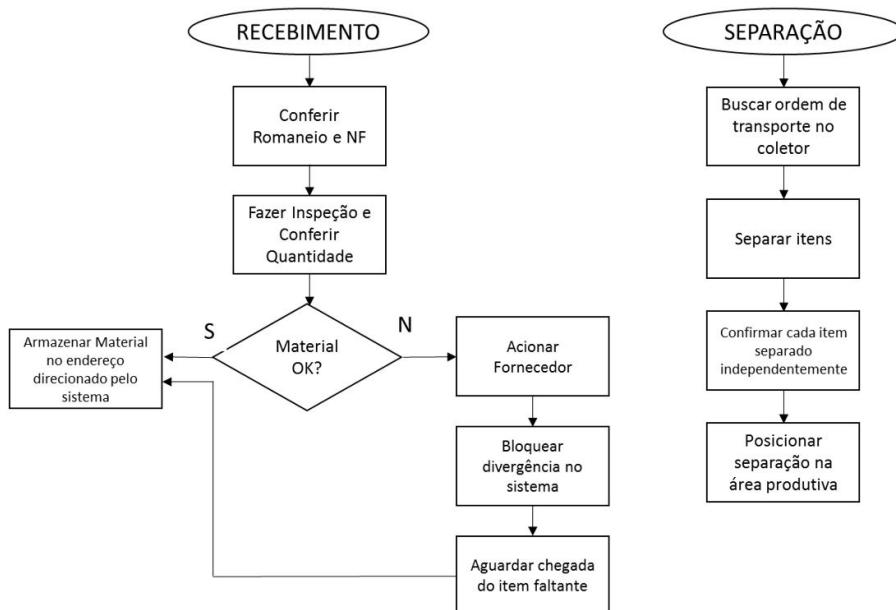 RECEBIMENTO
Conferir
Romaneio e NF
Fazer Inspeção e
Conferir
Quantidade
S
N
Material
OK?
Armazenar Material
no endereço
direcionado pelo
sistema
Acionar
Fornecedor
Bloquear
divergência no
sistema
Aguardar chegada
do item faltante
SEPARAÇÃO
Buscar ordem de
transporte no
coletor
Separar itens
Confirmar cada item
separado
independentemente
Posicionar
separação na
área produtiva